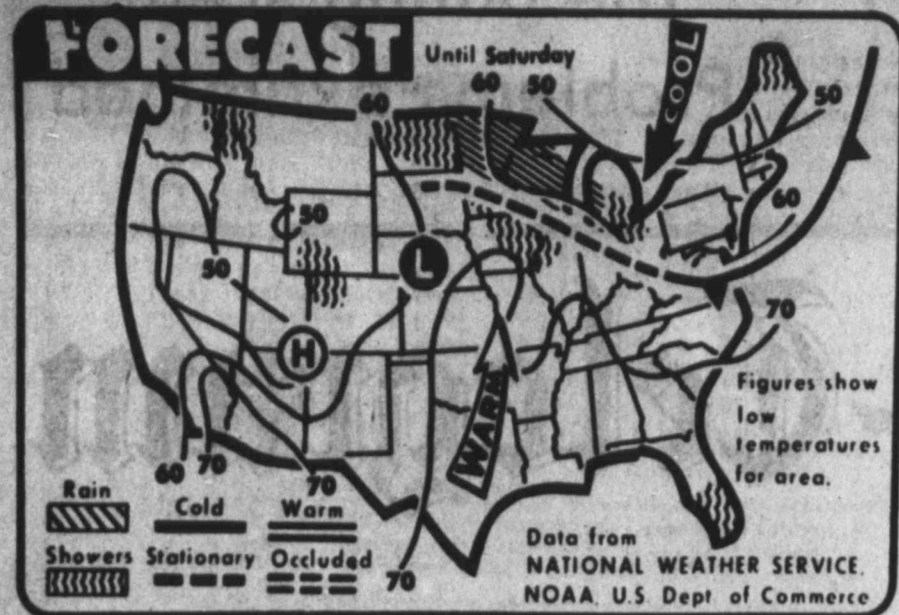 FORECAST
Until Saturday
60 60 50
COOL
50
60
50
50
L
H
70
WARM
Figures show
low
temperatures
for area.
60 70
70
70
Rain
Cold Warm
Showers Stationary Occluded
Data from
NATIONAL WEATHER SERVICE,
NOAA, U.S. Dept. of Commerce